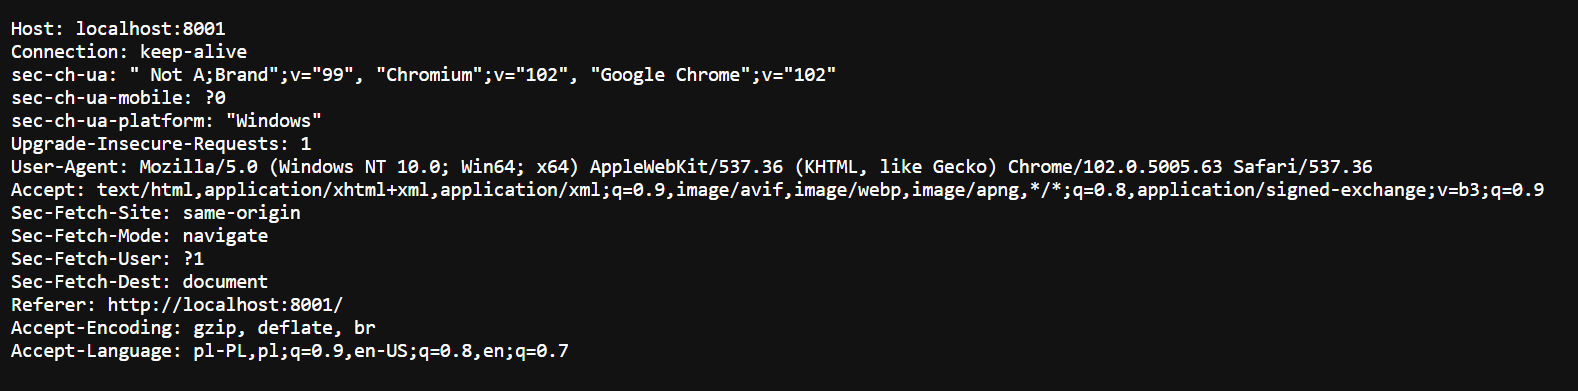 Host: localhost:8001
Connection: keep-alive
sec-ch-ua: " Not A;Brand";v="99", "Chromium";v="102", "Google Chrome";v="102"
sec-ch-ua-mobile: ?0
sec-ch-ua-platform: "Windows"
Upgrade-Insecure-Requests: 1
User-Agent: Mozilla/5.0 (Windows NT 10.0; Win64; x64) AppleWebKit/537.36 (KHTML, like Gecko) Chrome/102.0.5005.63 Safari/537.36
Accept: text/html,application/xhtml+xml,application/xml;q=0.9,image/avif,image/webp,image/apng,*/*;q=0.8,application/signed-exchange;v=b3;q=0.9
Sec-Fetch-Site: same-origin
Sec-Fetch-Mode: navigate
Sec-Fetch-User: ?1
Sec-Fetch-Dest: document
Referer: http://localhost:8001/
Accept-Encoding: gzip, deflate, br
Accept-Language: pl-PL,pl;q=0.9,en-US;q=0.8,en;q=0.7